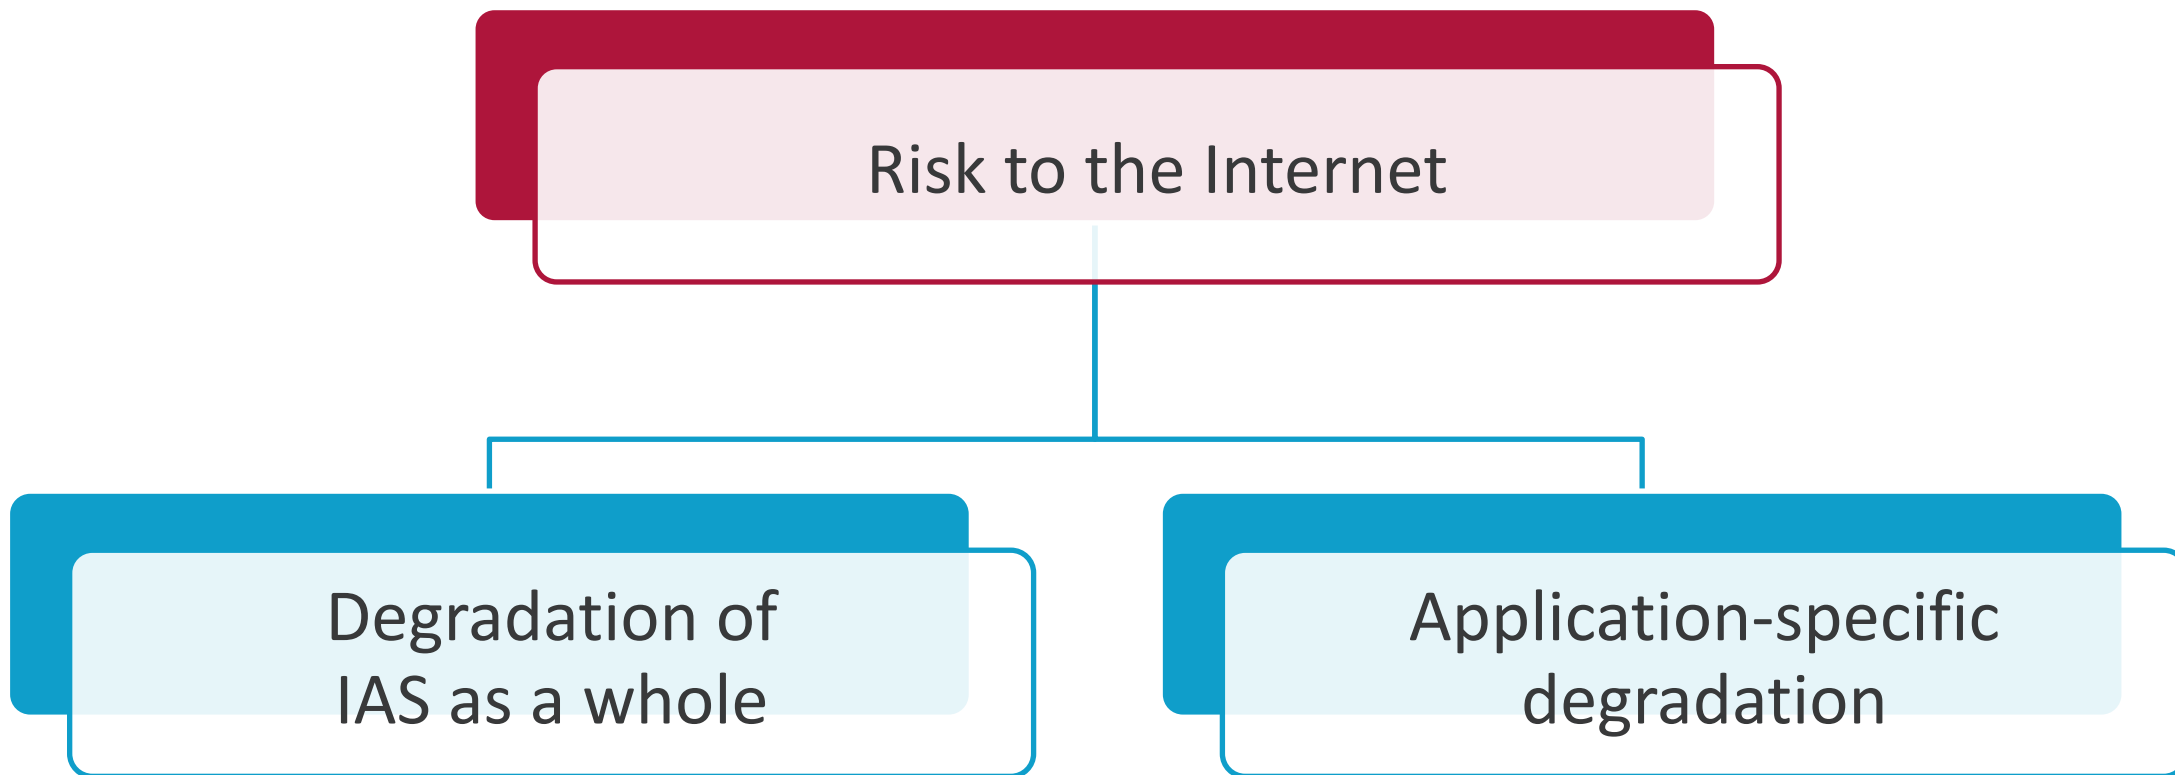 Risk to the Internet
Degradation of
IAS as a whole
Application-specific
degradation